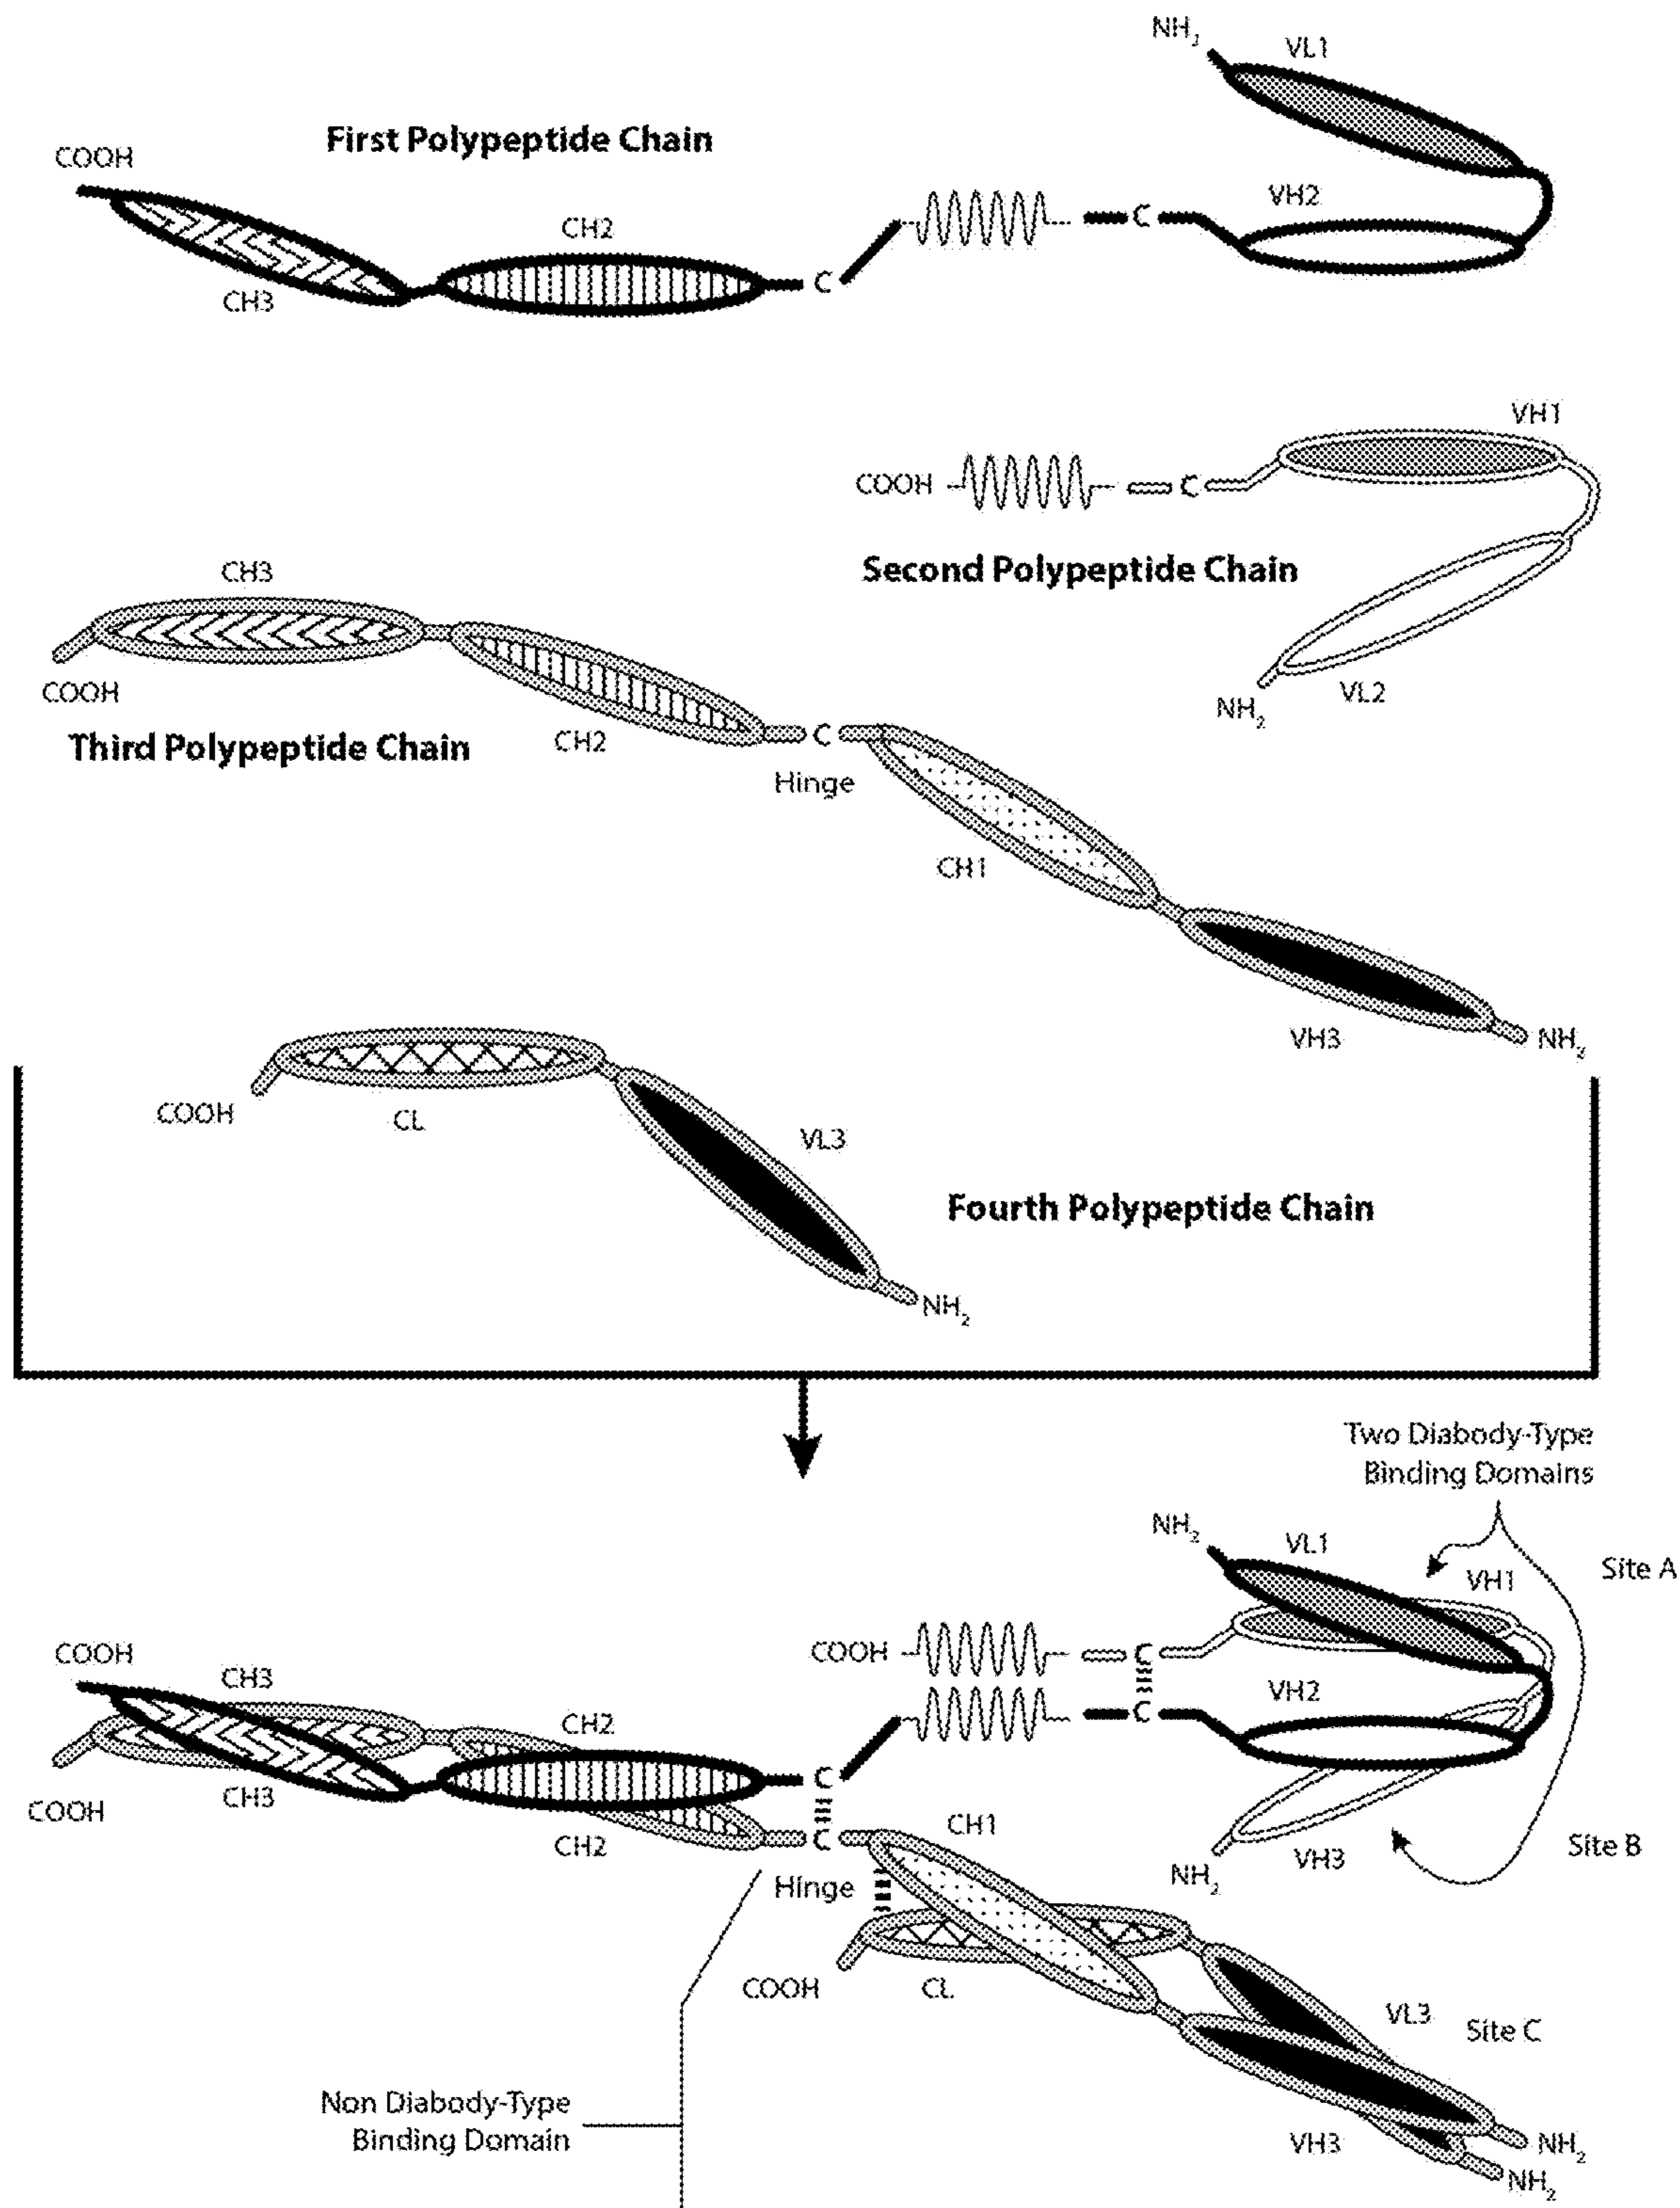 NH2
VL1
First Polypeptide Chain
COOH
VH2
CH2
C
C
CH3
VH1
COOH
C
Second Polypeptide Chain
CH3
COOH
NH2
VL2
Third Polypeptide Chain
CH2
C
Hinge
CH1
VH3
NH2
COOH
CL
VL3
Fourth Polypeptide Chain
NH2
Two Diabody-Type
Binding Domains
NH2
VL1
VH1
Site A
COOH
C
COOH
CH3
VH2
C
CH2
C
COOH
CH3
CH2
C
CH1
NH2
VH3
Site B
Hinge
COOH
CL
VL3
Site C
Non Diabody-Type
Binding Domain
VH3
NH2
NH2